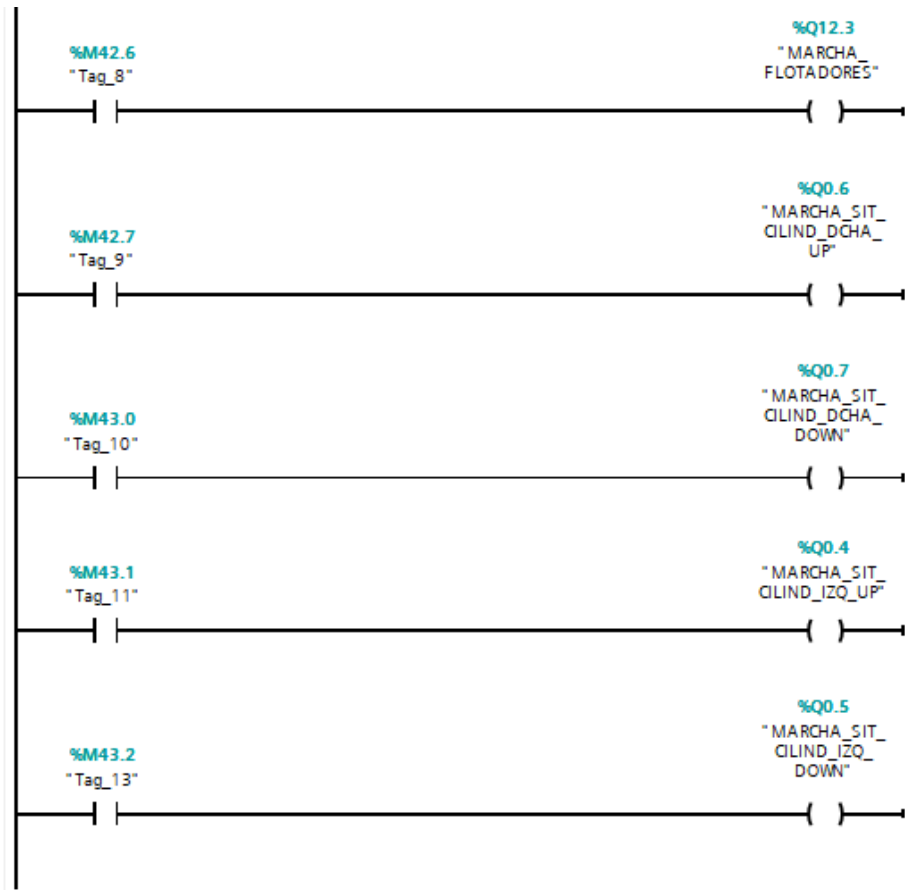 %Q12.3
"MARCHA_
FLOTADORES"
%M42.6
"Tag_8"
%Q0.6
"MARCHA_SIT_
CILIND_DCHA_
UP"
%M42.7
"Tag_9"
%Q0.7
"MARCHA_SIT_
CILIND_DCHA_
DOWN"
%M43.0
"Tag_10"
%Q0.4
"MARCHA_SIT_
CILIND_IZQ_UP"
%M43.1
"Tag_11"
%Q0.5
"MARCHA_SIT_
CILIND_IZQ_
DOWN"
%M43.2
"Tag_13"